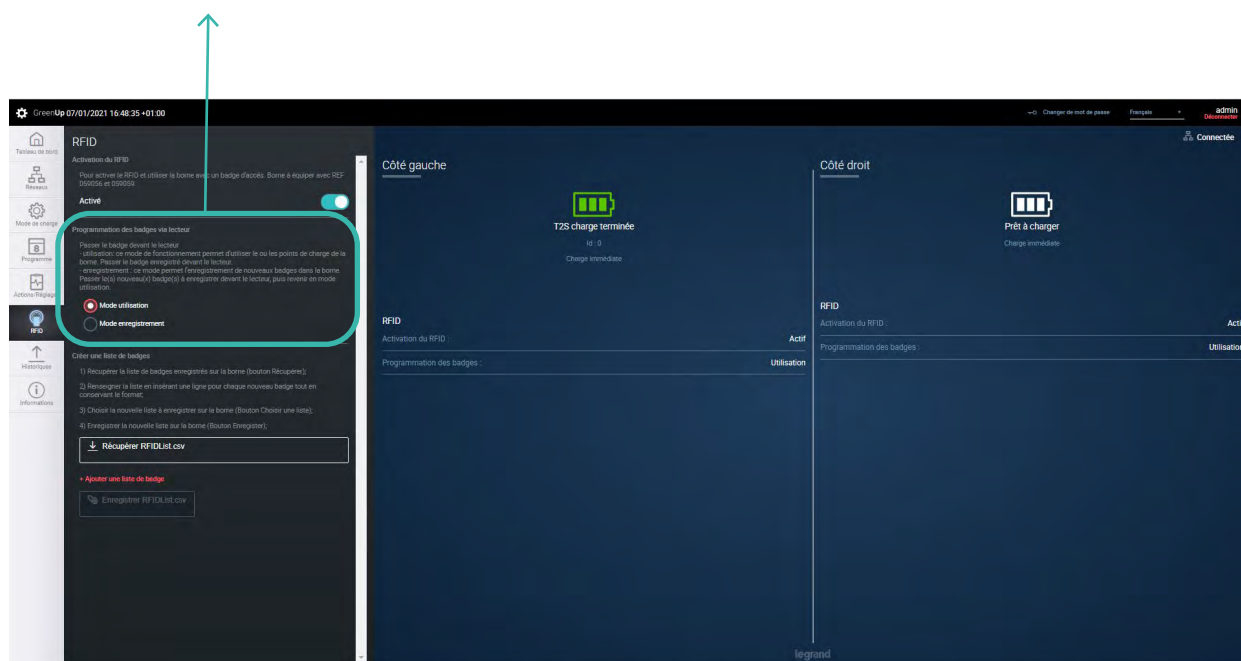 GreenUp 07/01/2021 16:48:35 +01:00
Changer de mot de passe
Français
admin
Déconnecter
Tableau de bord
Réseaux
Mode de charge
8
Programme
Actions/Réglage
RFID
Historiques
Informations
RFID
Activation du RFID
Pour activer le RFID et utiliser la borne avec un badge d'accès. Borne à équiper avec REF
059056 et 059059.
Activé
Programmation des badges via lecteur
Passer le badge devant le lecteur
- utilisation: ce mode de fonctionnement permet d'utiliser le ou les points de charge de la
borne. Passer le badge enregistré devant le lecteur.
- enregistrement : ce mode permet l'enregistrement de nouveaux badges dans la borne.
Passer le(s) nouveau(x) badge(s) à enregistrer devant le lecteur, puis revenir en mode
utilisation.
Mode utilisation
Mode enregistrement
Créer une liste de badges
1) Récupérer la liste de badges enregistrés sur la borne (bouton Récupérer);
2) Renseigner la liste en insérant une ligne pour chaque nouveau badge tout en
conservant le format;
3) Choisir la nouvelle liste à enregistrer sur la borne (Bouton Choisir une liste);
4) Enregistrer la nouvelle liste sur la borne (Bouton Enregister);
Récupérer RFIDList.csv
+ Ajouter une liste de badge
Enregistrer RFIDList.csv
Connectée
Côté gauche
T2S charge terminée
Id : 0
Charge immédiate
RFID
Activation du RFID : Actif
Programmation des badges : Utilisation
Côté droit
Prêt à charger
Charge immédiate
RFID
Activation du RFID : Acti
Programmation des badges : Utilisation
legrand